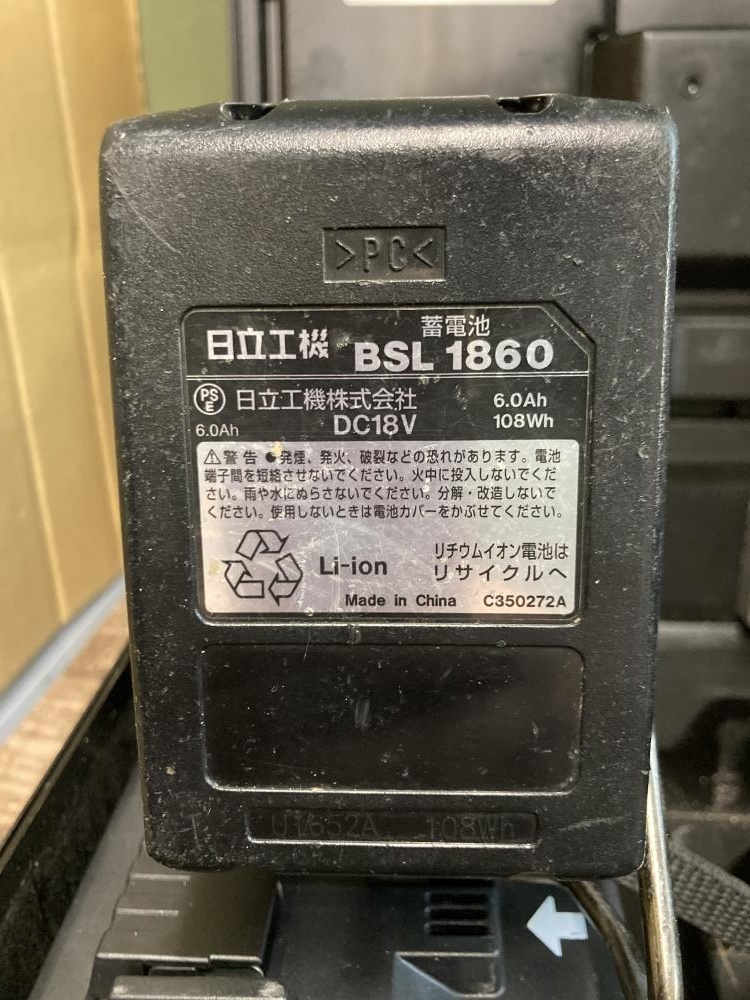 >PC<
蓄電池
日立工機 BSL 1860
PSE 日立工機株式会社 6.0Ah
6.0Ah DC18V 108Wh
⚠警告 ●発煙、発火、破裂などの恐れがあります。電池
端子間を短絡させないでください。火中に投入しないでくだ
さい。雨や水にぬらさないでください。分解・改造しないで
ください。使用しないときは電池カバーをかぶせてください。
Li-ion リチウムイオン電池は
リサイクルへ
Made in China C350272A
U1652A 108Wh